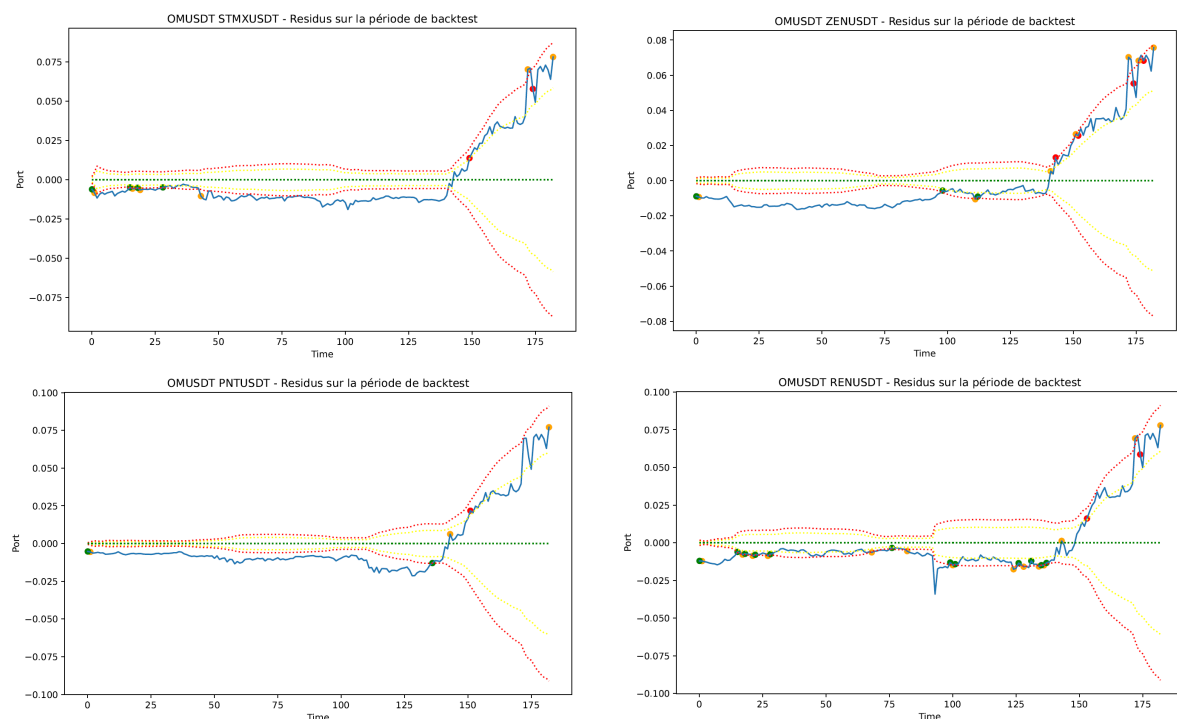 OMUSDT STMXUSDT - Residus sur la période de backtest
Port
0.075
0.050
0.025
0.000
−0.025
−0.050
−0.075
0 25 50 75 100 125 150 175
Time
OMUSDT ZENUSDT - Residus sur la période de backtest
Port
0.08
0.06
0.04
0.02
0.00
−0.02
−0.04
−0.06
−0.08
0 25 50 75 100 125 150 175
Time
OMUSDT PNTUSDT - Residus sur la période de backtest
Port
0.100
0.075
0.050
0.025
0.000
−0.025
−0.050
−0.075
−0.100
0 25 50 75 100 125 150 175
Time
OMUSDT RENUSDT - Residus sur la période de backtest
Port
0.100
0.075
0.050
0.025
0.000
−0.025
−0.050
−0.075
−0.100
0 25 50 75 100 125 150 175
Time